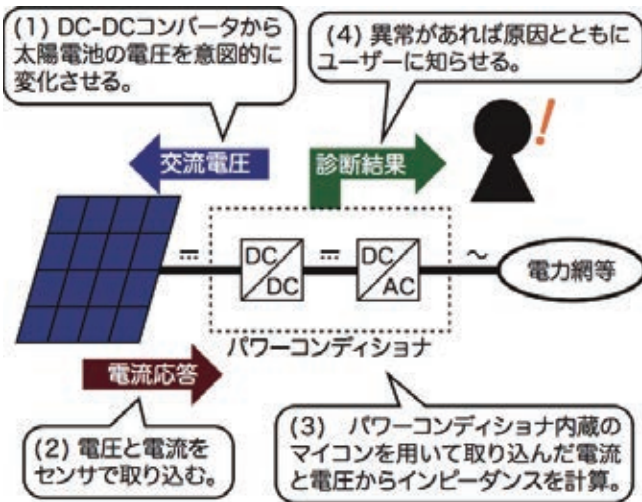 (1) DC-DCコンバータから
太陽電池の電圧を意図的に
変化させる。
(4) 異常があれば原因とともに
ユーザーに知らせる。
交流電圧
診断結果
!
DC/DC
DC/AC
~
電力網等
パワーコンディショナ
電流応答
(2) 電圧と電流を
センサで取り込む。
(3) パワーコンディショナ内蔵の
マイコンを用いて取り込んだ電流
と電圧からインピーダンスを計算。